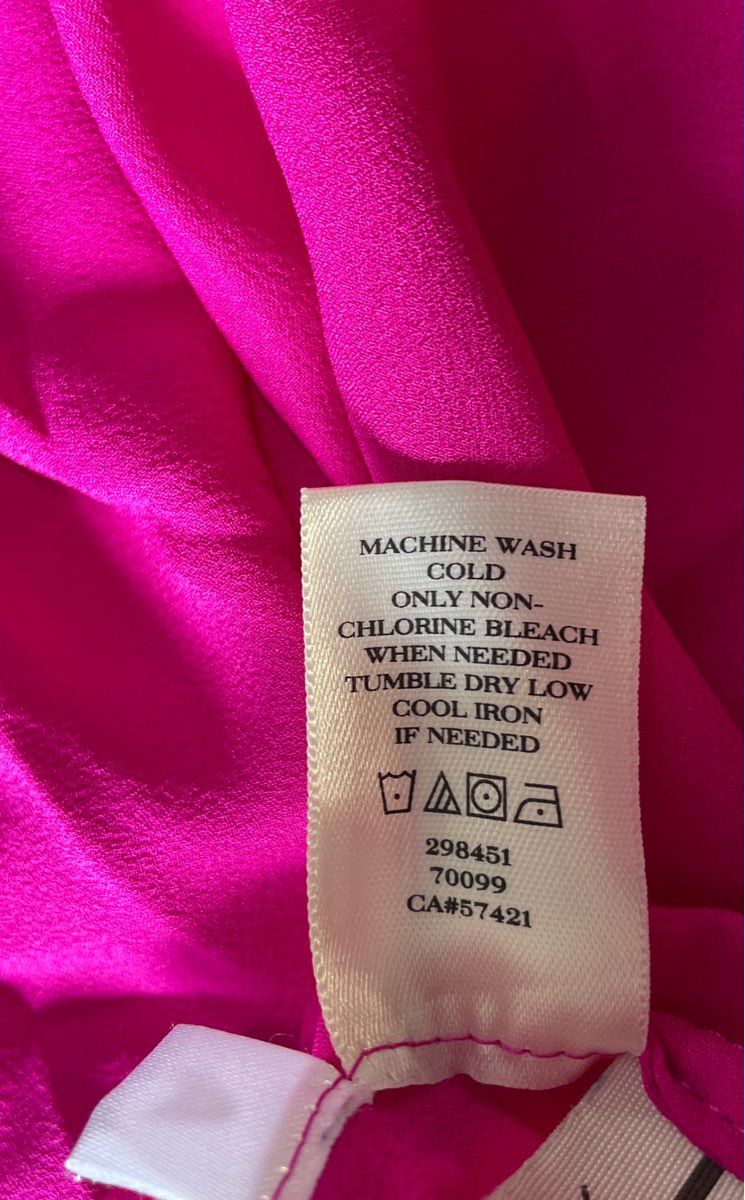 MACHINE WASH
COLD
ONLY NON-
CHLORINE BLEACH
WHEN NEEDED
TUMBLE DRY LOW
COOL IRON
IF NEEDED
298451
70099
CA#57421